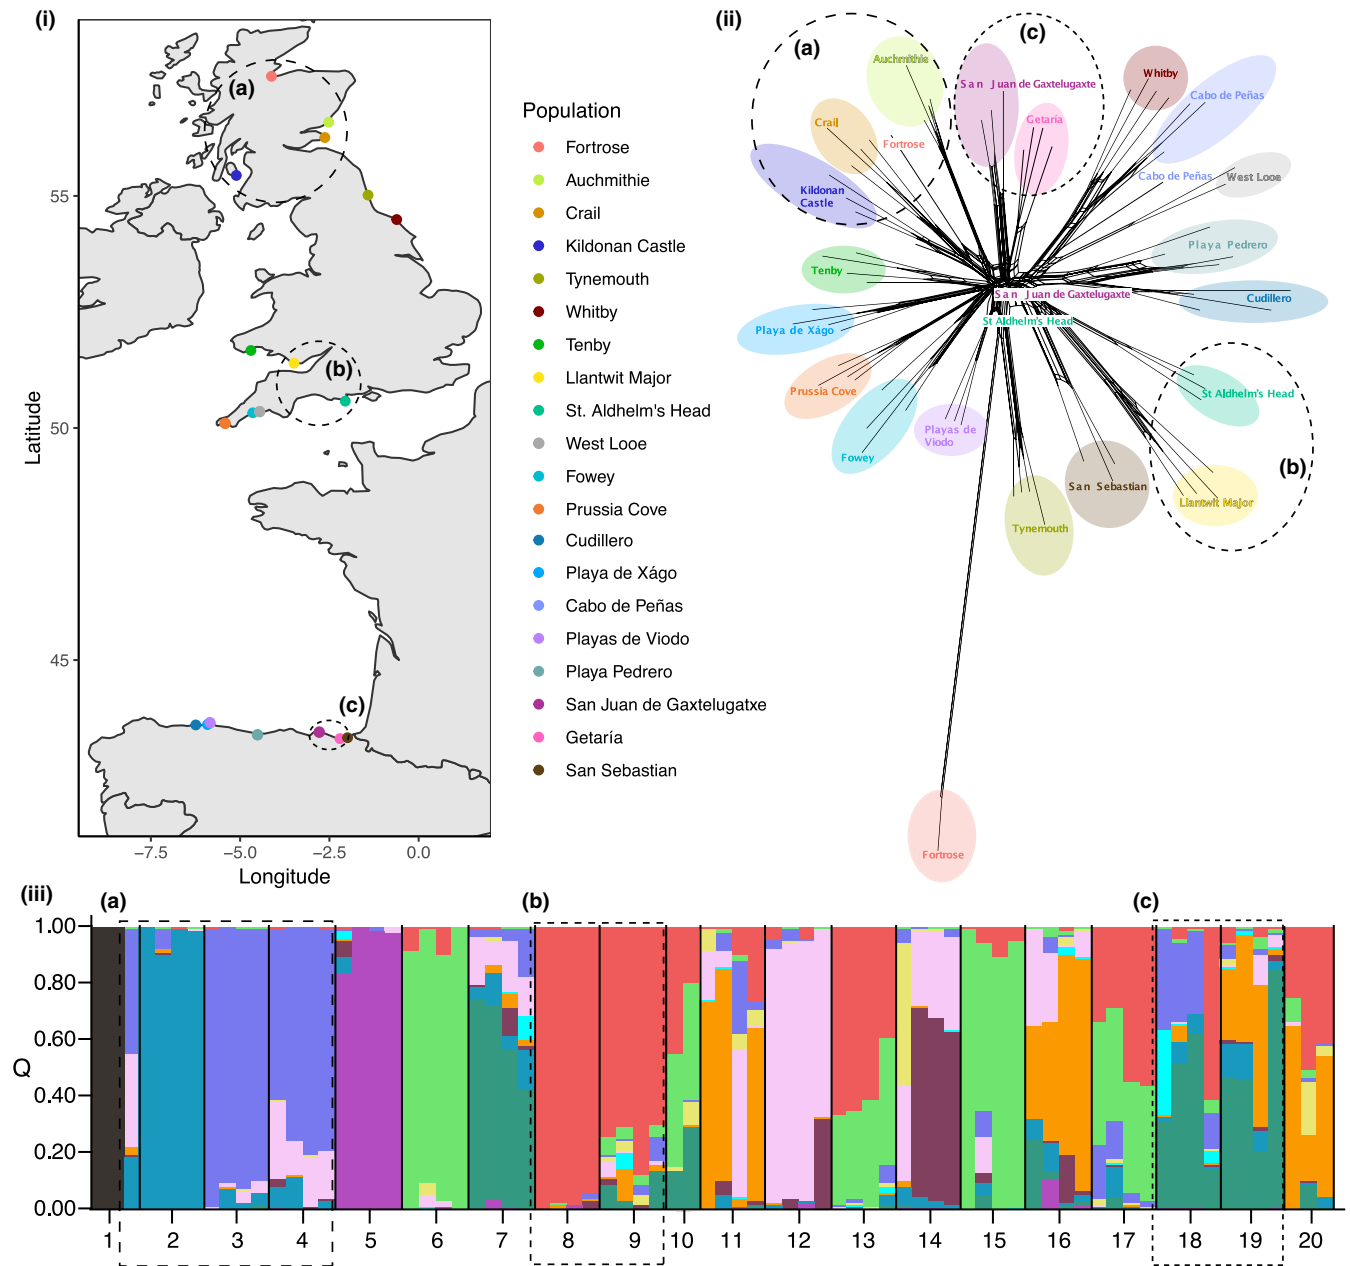 (i)
(a)
55
(b)
Latitude
50
45
(c)
−7.5
−5.0
−2.5
0.0
Longitude
Population
Fortrose
Auchmithie
Crail
Kildonan Castle
Tynemouth
Whitby
Tenby
Llantwit Major
St. Aldhelm's Head
West Looe
Fowey
Prussia Cove
Cudillero
Playa de Xágo
Cabo de Peñas
Playas de Viodo
Playa Pedrero
San Juan de Gaxtelugatxe
Getaría
San Sebastian
(ii)
(a)
(c)
Auchmithie
San Juan de Gaxtelugaxte
Whitby
Cabo de Peñas
Crail
Getaría
Fortrose
Cabo de Peñas
West Looe
Kildonan
Castle
Playa Pedrero
Tenby
San Juan de Gaxtelugaxte
Cudillero
St Aldhelm's Head
Playa de Xágo
Prussia Cove
St Aldhelm's Head
Playas de
Viodo
Fowey
(b)
San Sebastian
Llantwit Major
Tynemouth
Fortrose
(iii)
(a)
(b)
(c)
1.00
0.80
0.60
Q
0.40
0.20
0.00
1 2 3 4 5 6 7 8 9 10 11 12 13 14 15 16 17 18 19 20